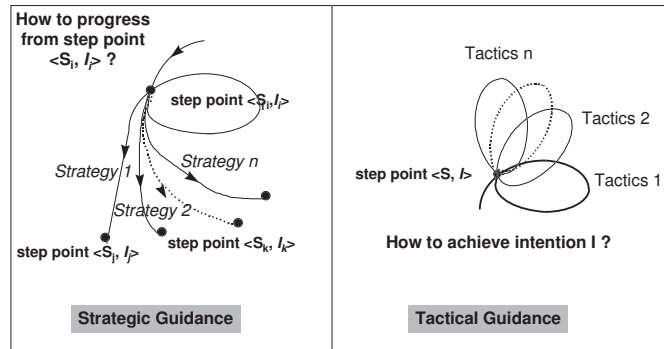 How to progress
from step point
<Sᵢ, Iᵢ> ?
step point <Sᵢ, Iᵢ>
Strategy 1
Strategy n
Strategy 2
step point <Sⱼ, Iⱼ>
step point <Sₖ, Iₖ>
Strategic Guidance
Tactics n
Tactics 2
step point <S, I>
Tactics 1
How to achieve intention I ?
Tactical Guidance